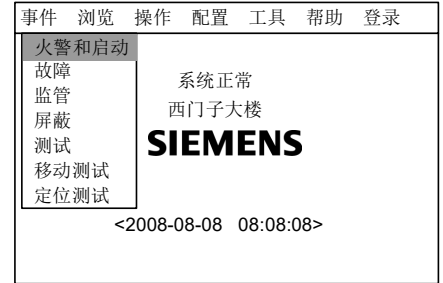 事件 浏览 操作 配置 工具 帮助 登录
火警和启动
故障
监管
屏蔽
测试
移动测试
定位测试
系统正常
西门子大楼
SIEMENS
<2008-08-08 08:08:08>